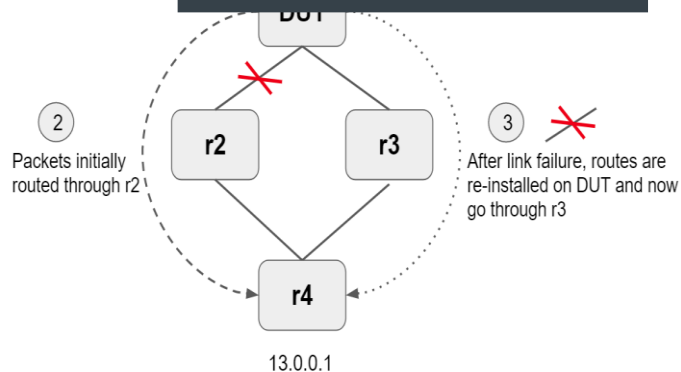 DUT
2
3
r2
r3
Packets initially
routed through r2
After link failure, routes are
re-installed on DUT and now
go through r3
r4
13.0.0.1